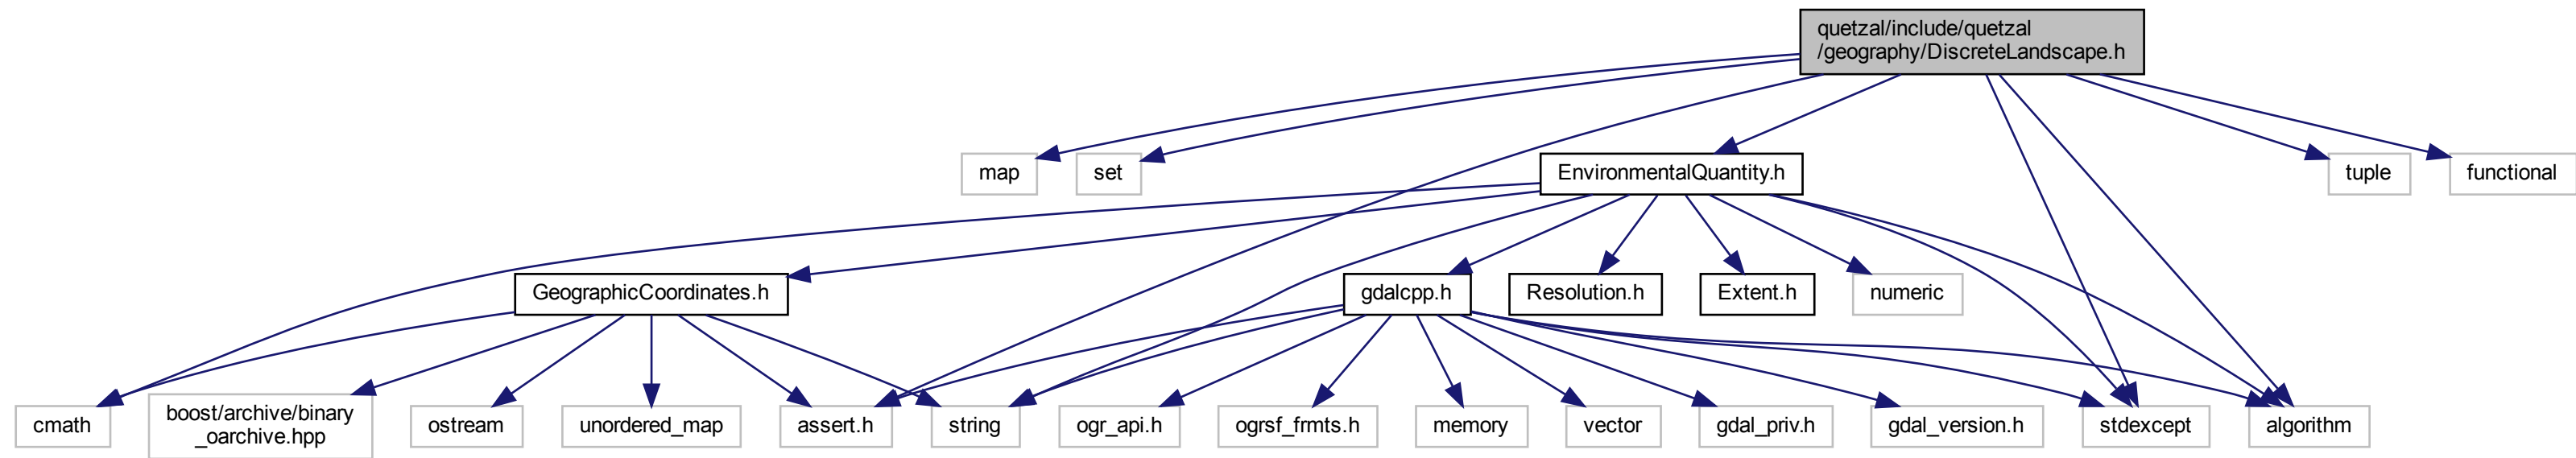 quetzal/include/quetzal
/geography/DiscreteLandscape.h
map
set
EnvironmentalQuantity.h
tuple
functional
GeographicCoordinates.h
gdalcpp.h
Resolution.h
Extent.h
numeric
cmath
boost/archive/binary
_oarchive.hpp
ostream
unordered_map
assert.h
string
ogr_api.h
ogrsf_frmts.h
memory
vector
gdal_priv.h
gdal_version.h
stdexcept
algorithm